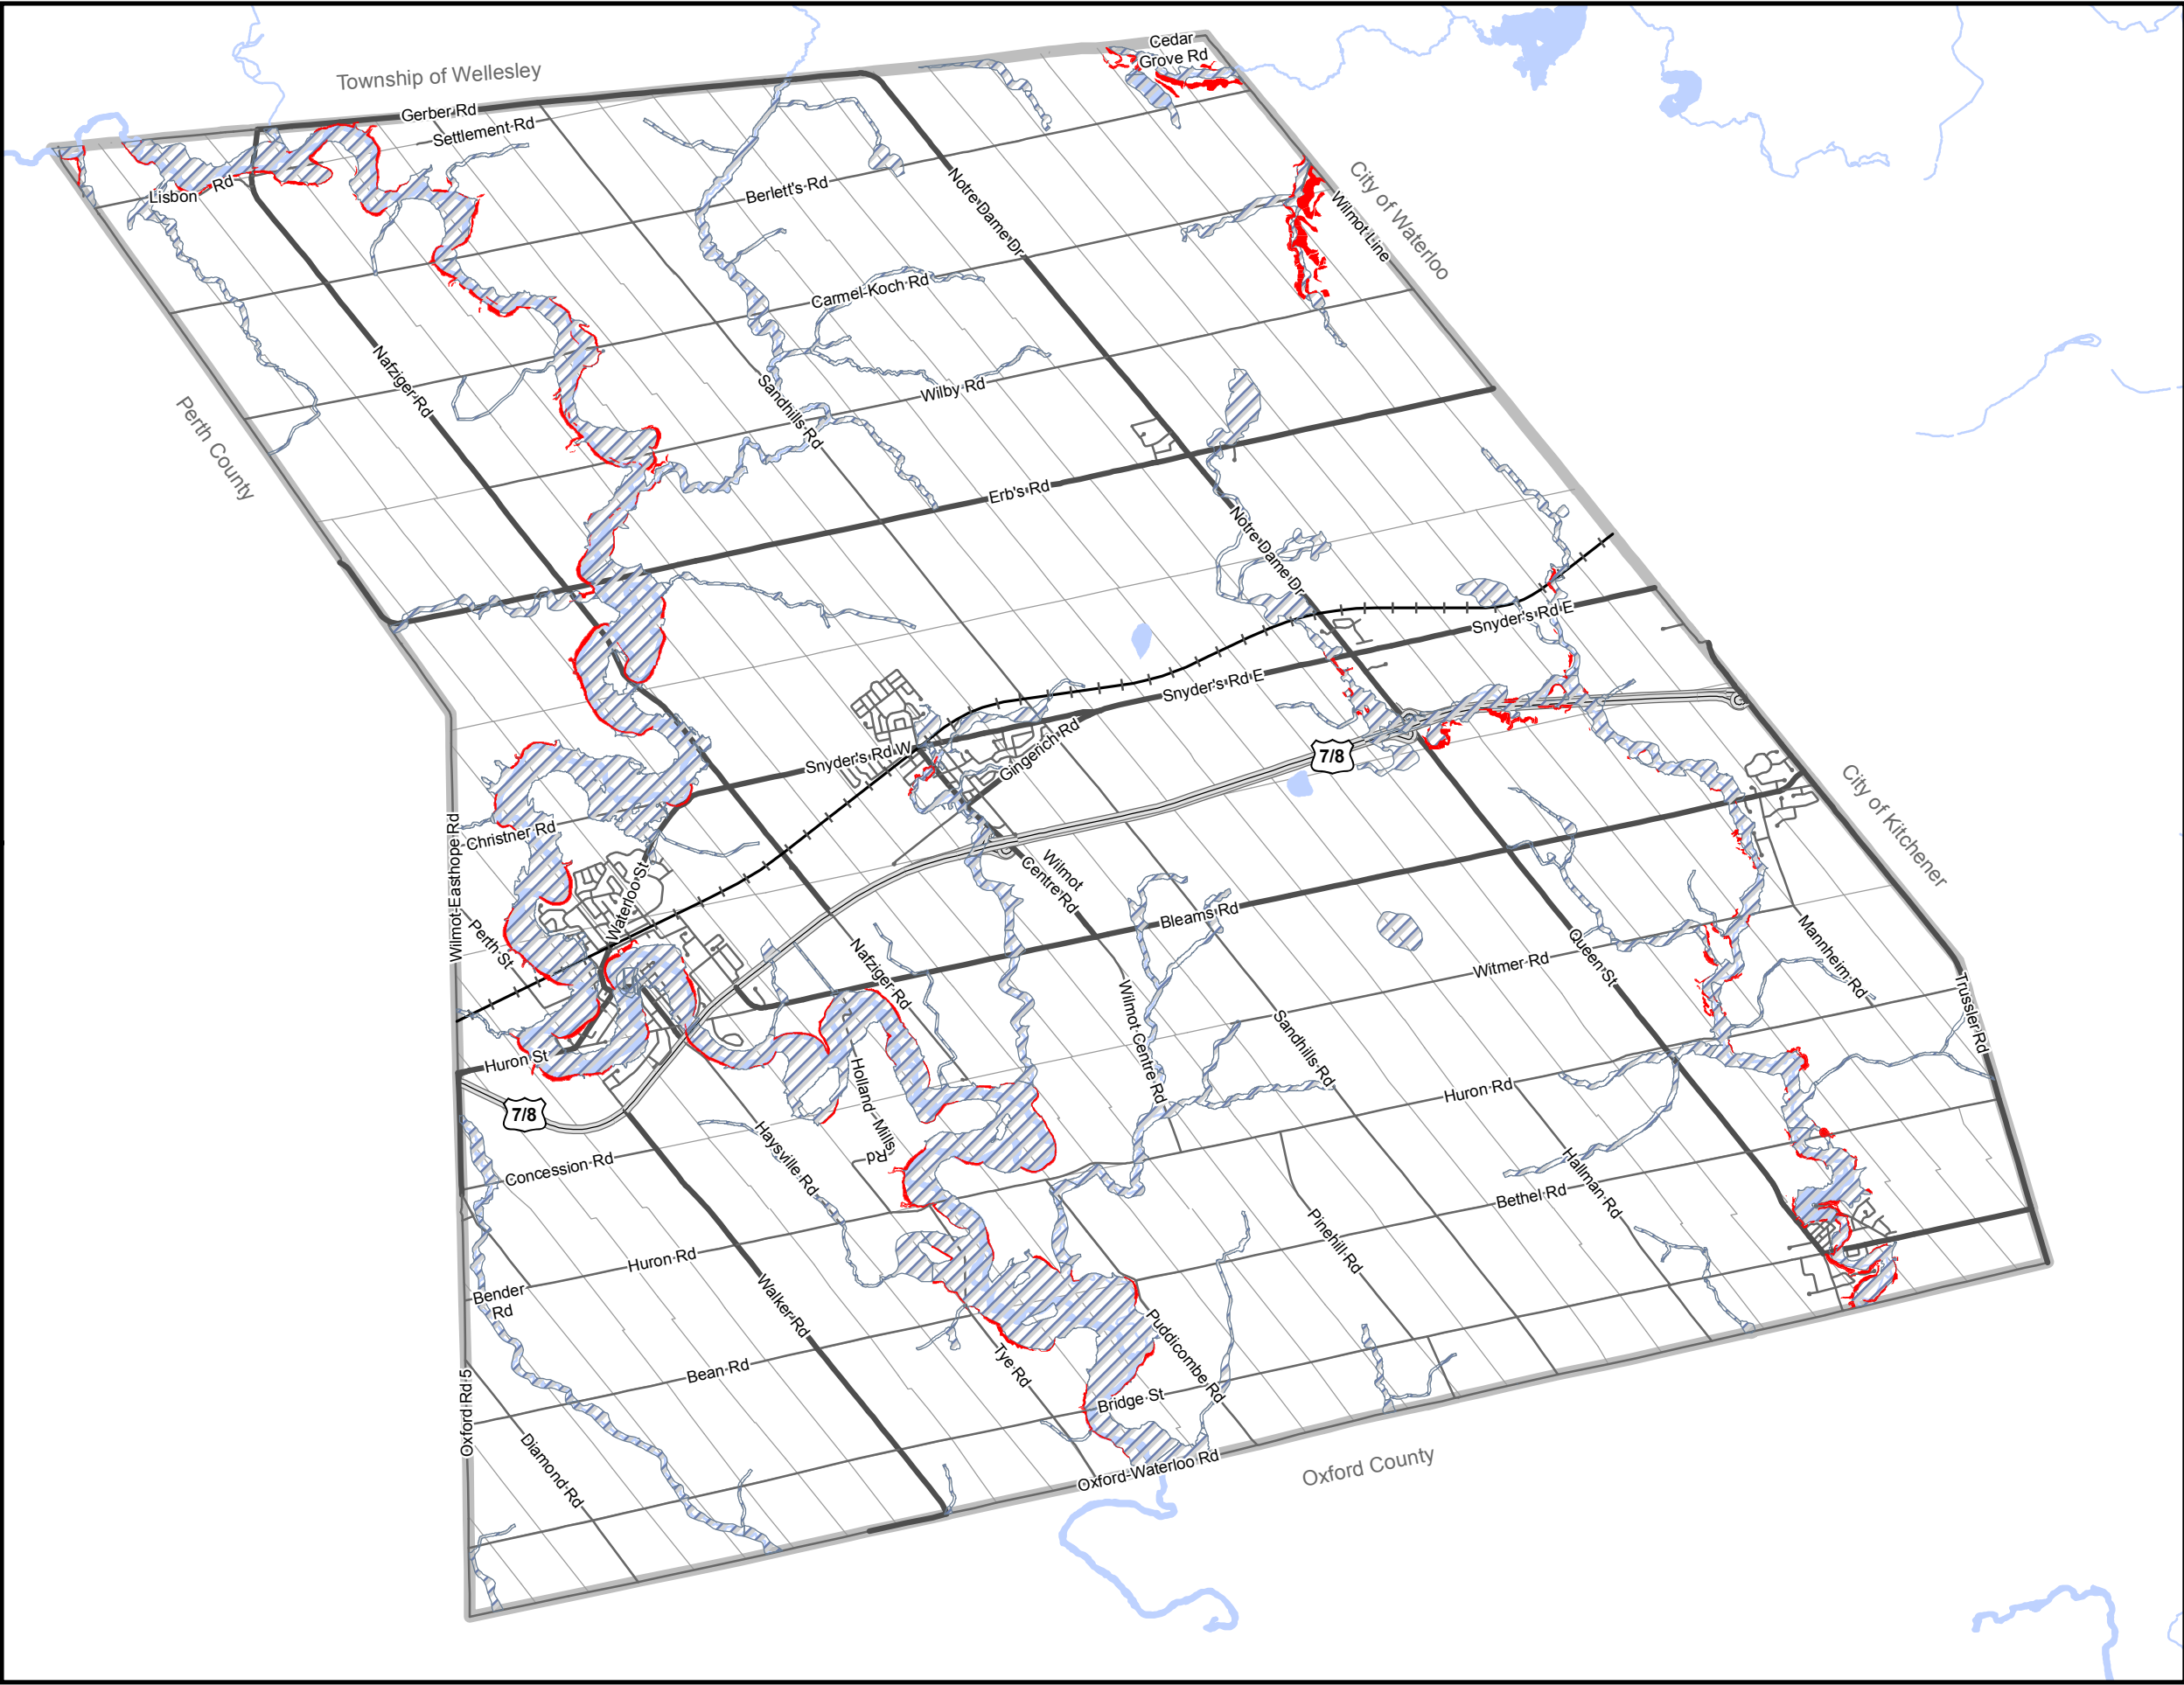 Cedar
Grove Rd
Township of Wellesley
Gerber Rd
Settlement Rd
Lisbon Rd
Berlett's Rd
Notre Dame Dr
City of Waterloo
Wilmot Line
Carmel-Koch Rd
Nafziger Rd
Sandhills Rd
Wilby Rd
Perth County
Erb's Rd
Notre Dame Dr
Snyder's Rd E
Snyder's Rd E
Snyder's Rd W
Gingerich Rd
7/8
City of Kitchener
Christner Rd
Wilmot-Easthope Rd
Waterloo St
Perth St
Wilmot
Centre Rd
Bleams Rd
Nafziger Rd
Queen St
Witmer Rd
Mannheim Rd
Trussler Rd
Huron St
7/8
Holland Mills
Rd
Wilmot Centre Rd
Sandhills Rd
Huron Rd
Concession Rd
Haysville Rd
Hallman Rd
Bethel Rd
Pinehill Rd
Huron Rd
Bender
Rd
Walker Rd
Puddicombe Rd
Tye Rd
Bean Rd
Bridge St
Oxford Rd 5
Diamond Rd
Oxford-Waterloo Rd
Oxford County